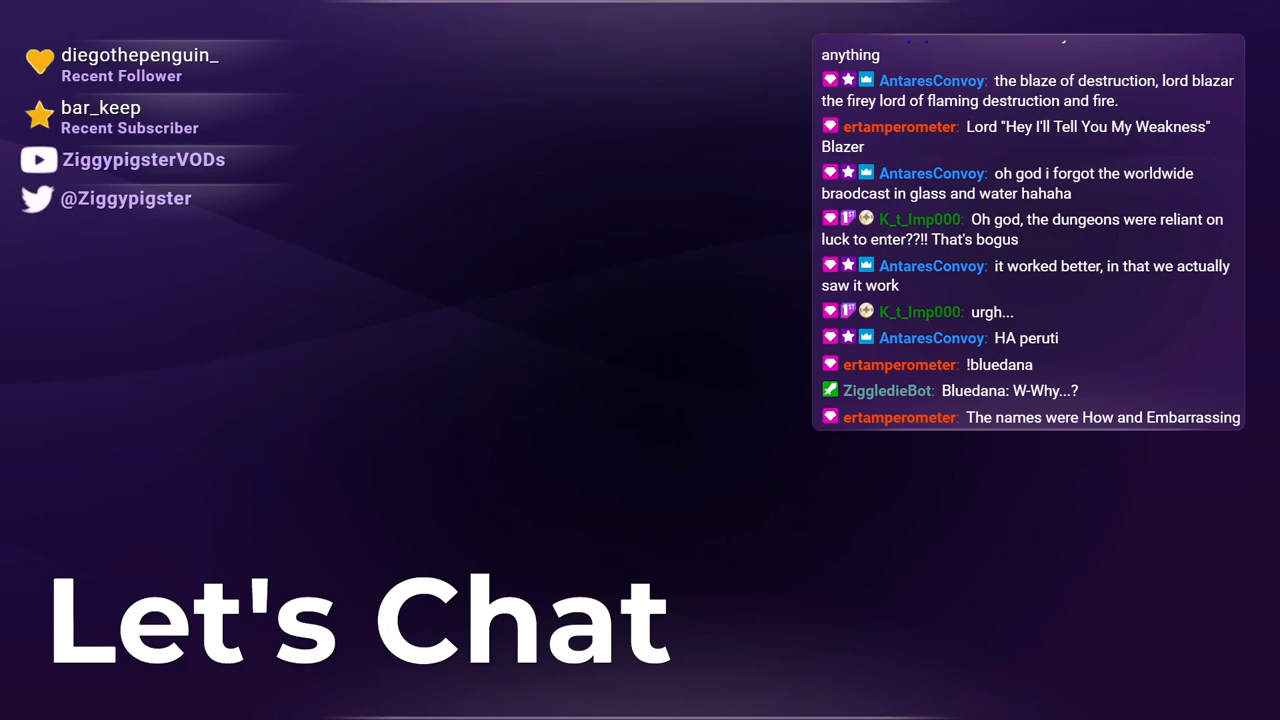 diegothepenguin_
Recent Follower
bar_keep
Recent Subscriber
ZiggypigsterVODs
@Ziggypigster
anything
AntaresConvoy: the blaze of destruction, lord blazar
the firey lord of flaming destruction and fire.
ertamperometer: Lord "Hey I'll Tell You My Weakness"
Blazer
AntaresConvoy: oh god i forgot the worldwide
braodcast in glass and water hahaha
K_t_Imp000: Oh god, the dungeons were reliant on
luck to enter??!! That's bogus
AntaresConvoy: it worked better, in that we actually
saw it work
K_t_Imp000: urgh...
AntaresConvoy: HA peruti
ertamperometer: !bluedana
ZiggledieBot: Bluedana: W-Why...?
ertamperometer: The names were How and Embarrassing
Let's Chat